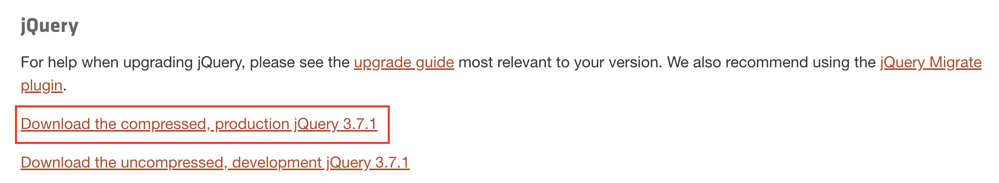 jQuery
For help when upgrading jQuery, please see the upgrade guide most relevant to your version. We also recommend using the jQuery Migrate
plugin.
Download the compressed, production jQuery 3.7.1
Download the uncompressed, development jQuery 3.7.1